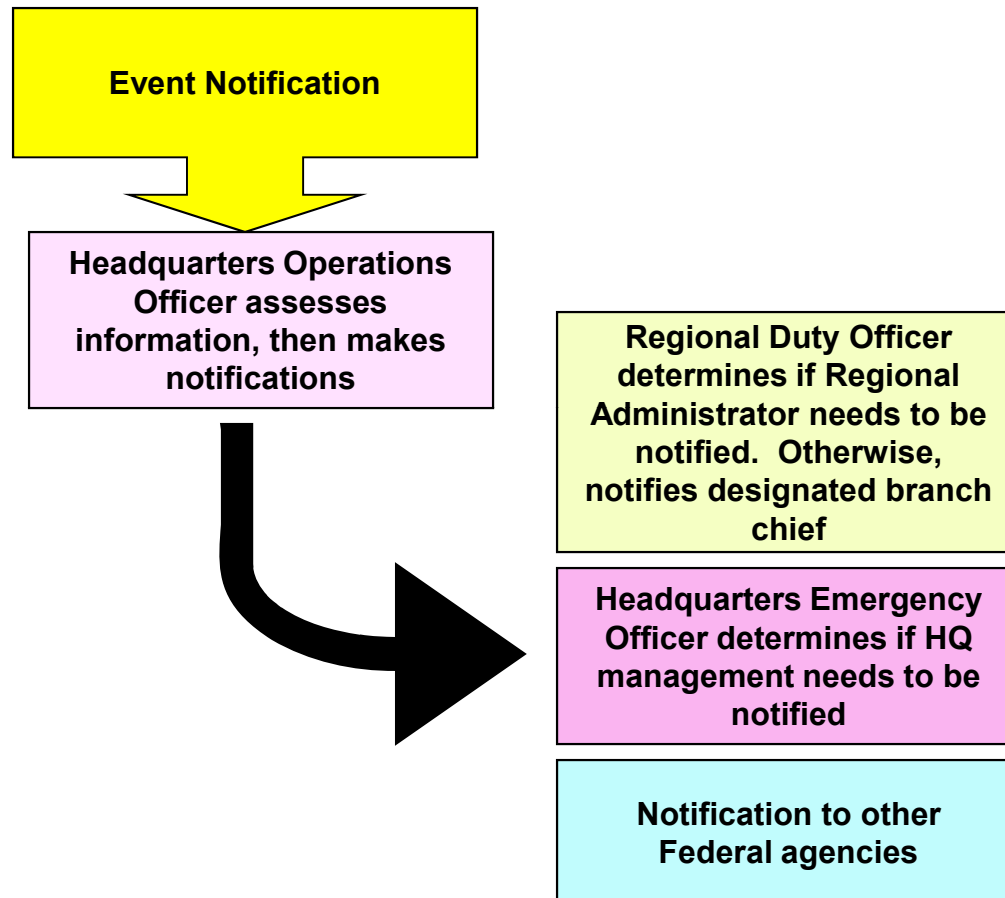 Event Notification
Headquarters Operations
Officer assesses
information, then makes
notifications
Regional Duty Officer
determines if Regional
Administrator needs to be
notified.  Otherwise,
notifies designated branch
chief
Headquarters Emergency
Officer determines if HQ
management needs to be
notified
Notification to other
Federal agencies